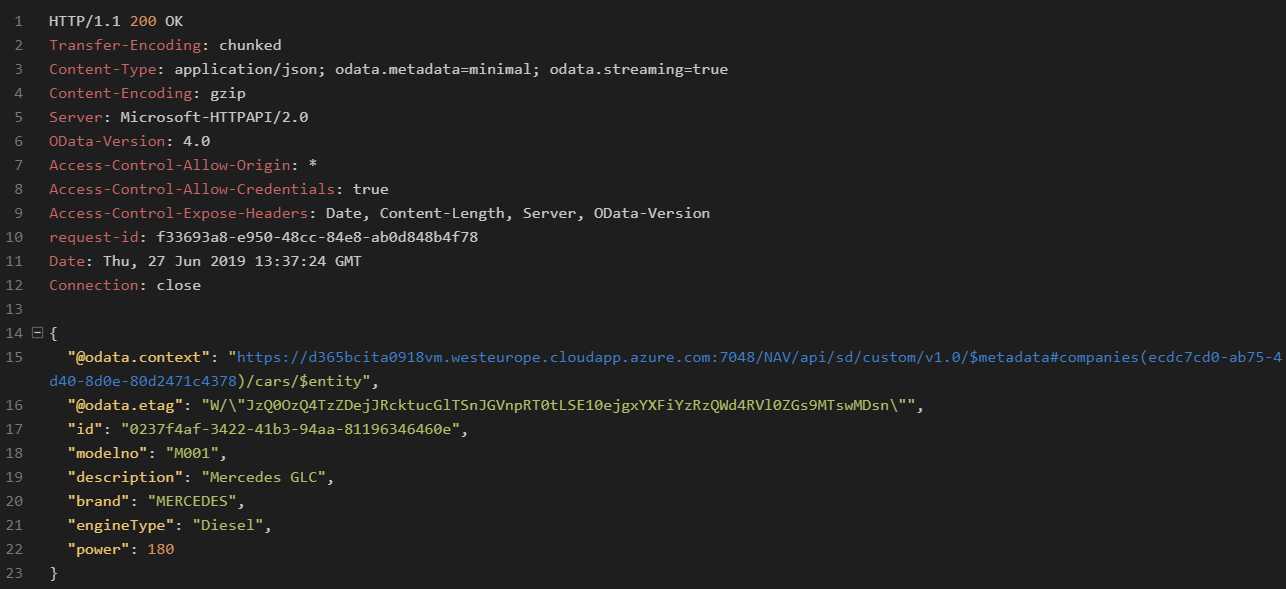 1 HTTP/1.1 200 OK
2 Transfer-Encoding: chunked
3 Content-Type: application/json; odata.metadata=minimal; odata.streaming=true
4 Content-Encoding: gzip
5 Server: Microsoft-HTTPAPI/2.0
6 OData-Version: 4.0
7 Access-Control-Allow-Origin: *
8 Access-Control-Allow-Credentials: true
9 Access-Control-Expose-Headers: Date, Content-Length, Server, OData-Version
10 request-id: f33693a8-e950-48cc-84e8-ab0d848b4f78
11 Date: Thu, 27 Jun 2019 13:37:24 GMT
12 Connection: close
13
14 {
15 "@odata.context": "https://d365bcita0918vm.westeurope.cloudapp.azure.com:7048/NAV/api/sd/custom/v1.0/$metadata#companies(ecdc7cd0-ab75-4
d40-8d0e-80d2471c4378)/cars/$entity",
16 "@odata.etag": "W/\"JzQ0OzQ4TzZDejJRcktucGlTSnJGVnpRT0tLSE10ejgxYXFiYzRzQWd4RVl0ZGs9MTswMDsn\"",
17 "id": "0237f4af-3422-41b3-94aa-81196346460e",
18 "modelno": "M001",
19 "description": "Mercedes GLC",
20 "brand": "MERCEDES",
21 "engineType": "Diesel",
22 "power": 180
23 }